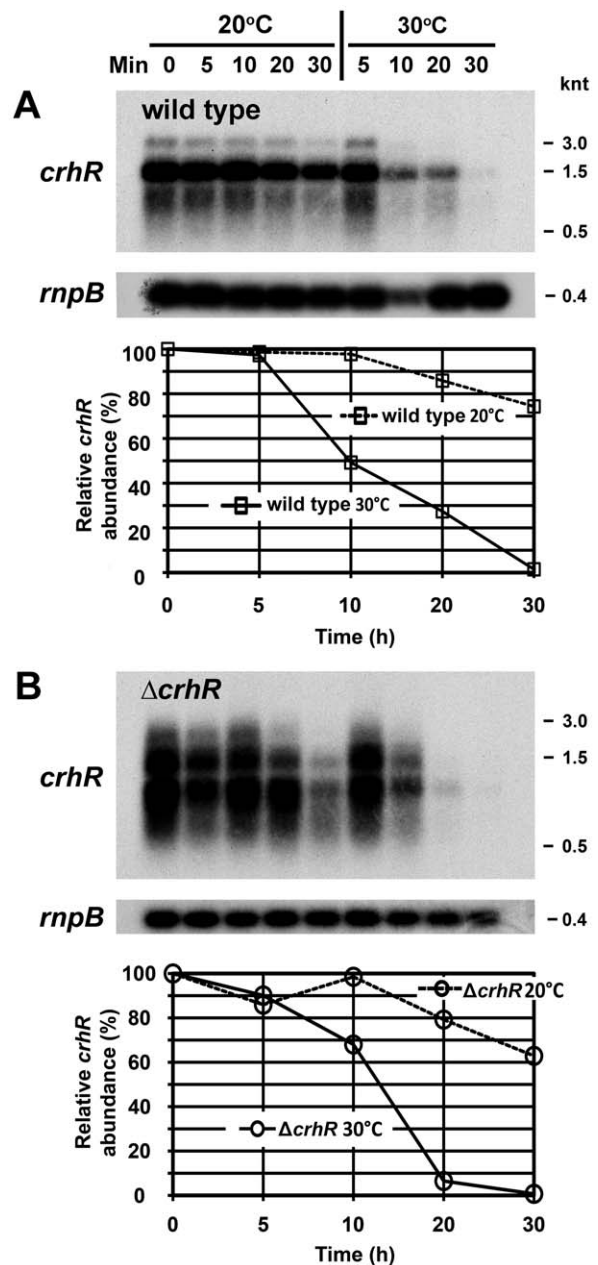 20°C 30°C
Min 0 5 10 20 30 5 10 20 30 knt
A wild type
crhR
- 3.0
- 1.5
- 0.5
rnpB - 0.4
Relative crhR abundance (%)
100
80
60
40
20
0
wild type 20°C
wild type 30°C
0 5 10 20 30
Time (h)
B ΔcrhR
crhR
- 3.0
- 1.5
- 0.5
rnpB - 0.4
Relative crhR abundance (%)
100
80
60
40
20
0
ΔcrhR 20°C
ΔcrhR 30°C
0 5 10 20 30
Time (h)